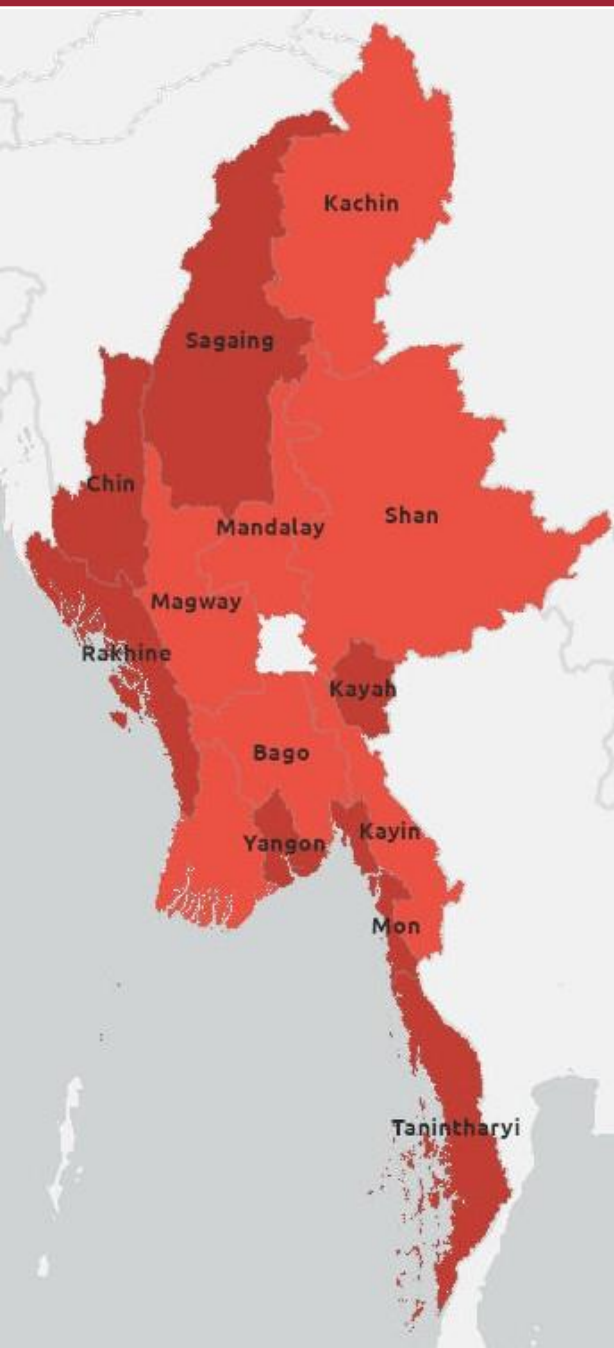 Kachin
Sagaing
Chin
Shan
Mandalay
Magway
Rakhine
Kayah
Bago
Kayin
Yangon
Mon
Tanintharyi